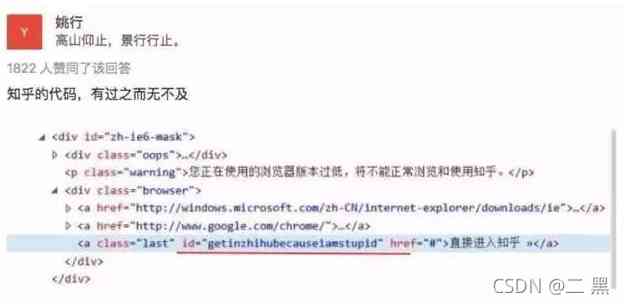 Y
姚行
高山仰止，景行行止。
1822 人赞同了该回答
知乎的代码，有过之而无不及
<div id="zh-ie6-mask">
<div class="oops">…</div>
<p class="warning">您正在使用的浏览器版本过低，将不能正常浏览和使用知乎。</p>
<div class="browser">
<a href="http://windows.microsoft.com/zh-CN/internet-explorer/downloads/ie">…</a>
<a href="http://www.google.com/chrome/">…</a>
<a class="last" id="getinzhihubecauseiamstupid" href="#">直接进入知乎 »</a>
</div>
</div>
CSDN @二 黑